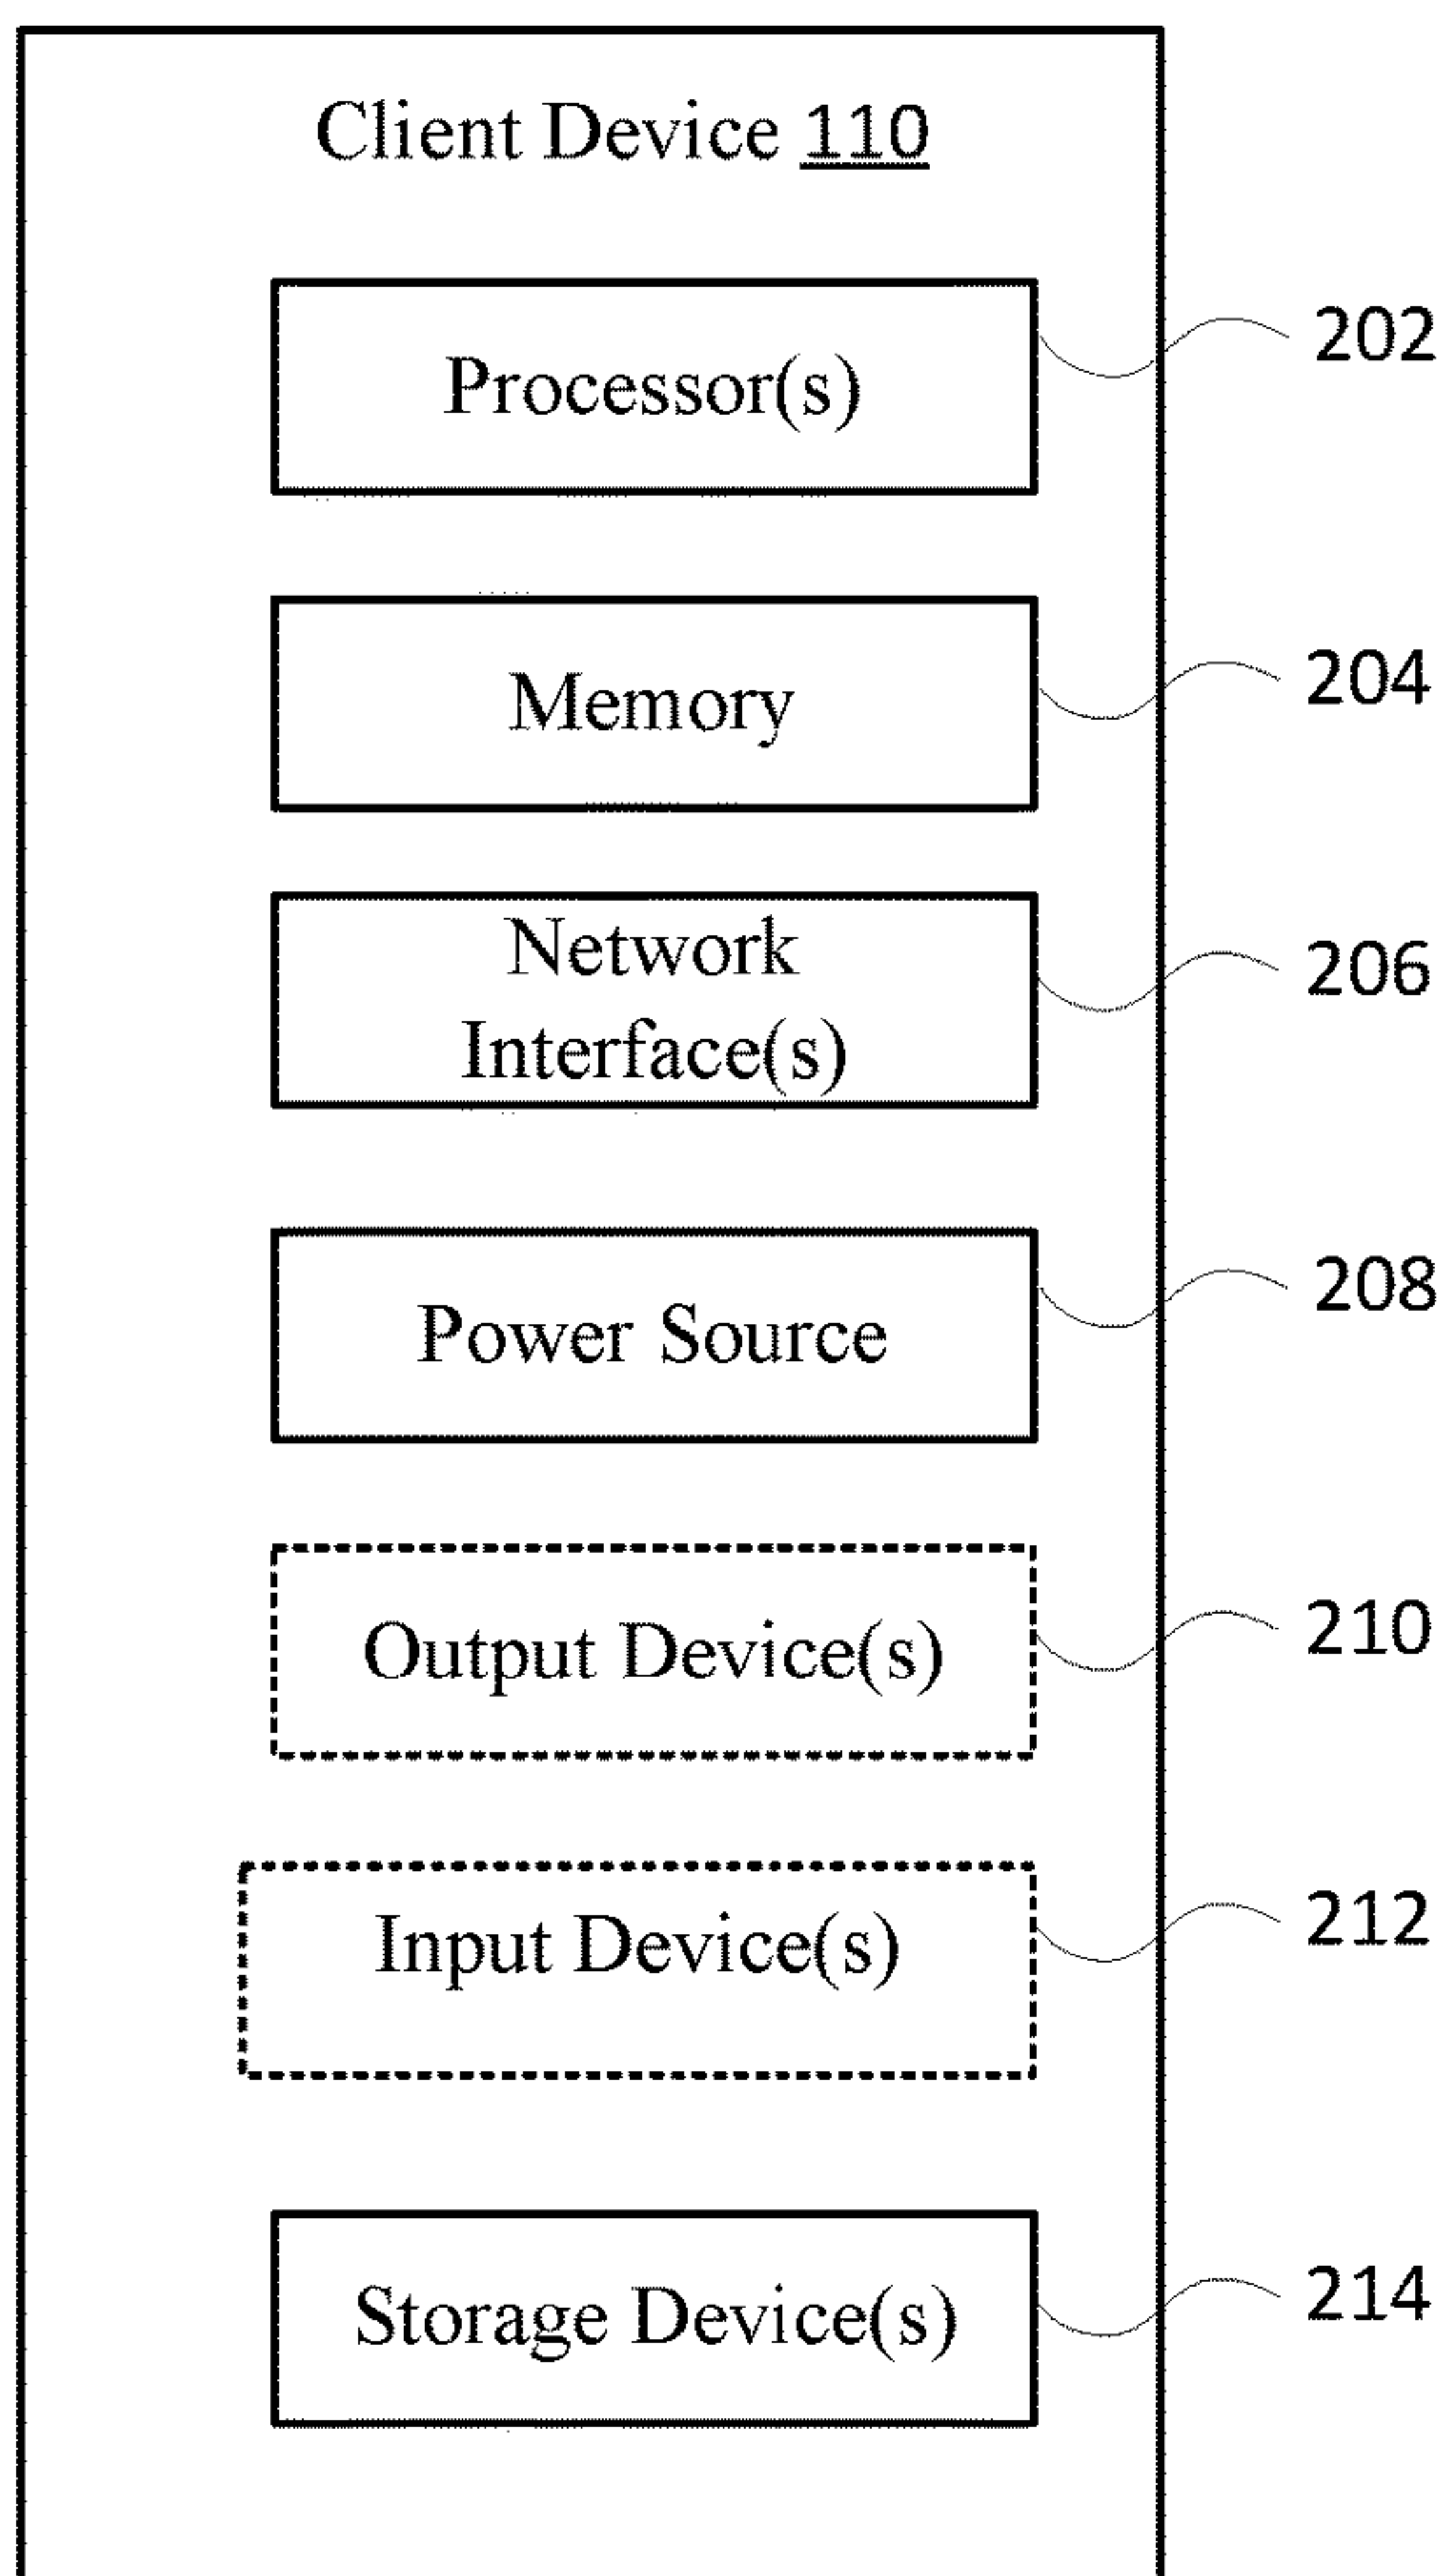 Client Device 110
Processor(s)
202
Memory
204
Network
Interface(s)
206
Power Source
208
Output Device(s)
210
Input Device(s)
212
Storage Device(s)
214